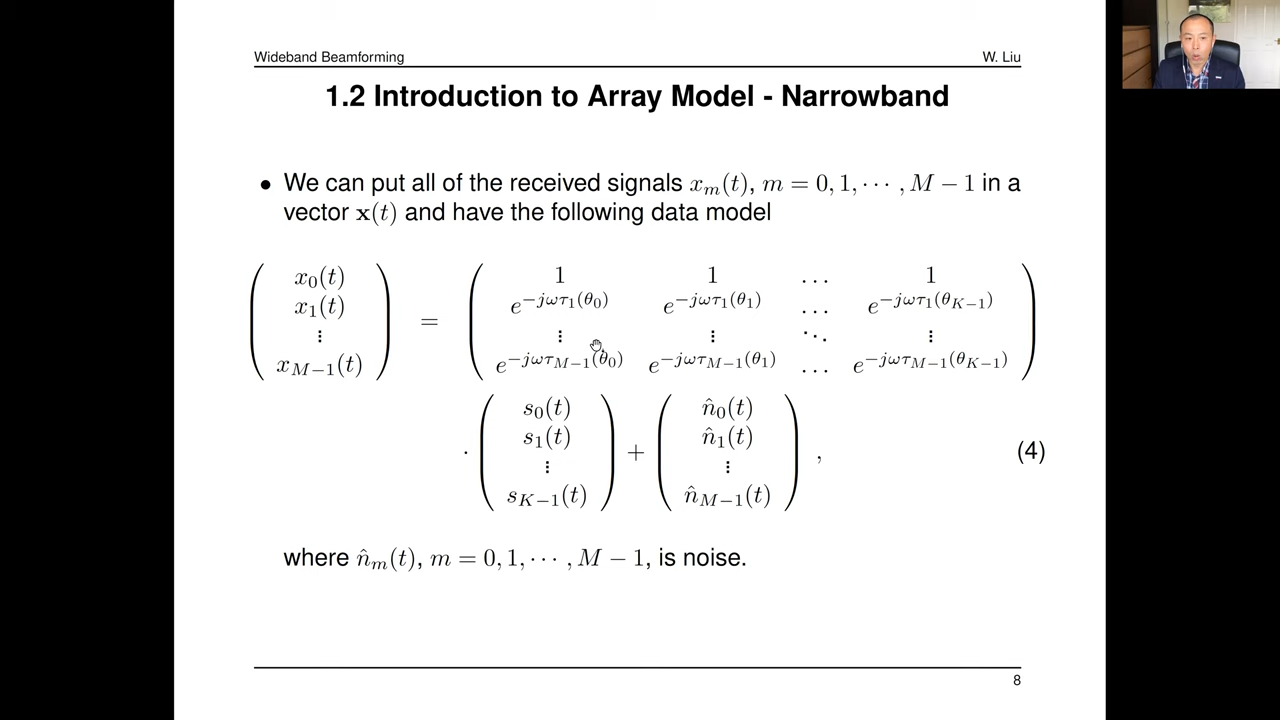 Wideband Beamforming W. Liu
1.2 Introduction to Array Model - Narrowband
• We can put all of the received signals x_m(t), m = 0, 1, ⋯ , M − 1 in a
vector x(t) and have the following data model
x_0(t) 1 1 … 1
x_1(t) e^{−jωτ_1(θ_0)} e^{−jωτ_1(θ_1)} … e^{−jωτ_1(θ_{K−1})}
⋮ = ⋮ ⋮ ⋱ ⋮
x_{M−1}(t) e^{−jωτ_{M−1}(θ_0)} e^{−jωτ_{M−1}(θ_1)} … e^{−jωτ_{M−1}(θ_{K−1})}
s_0(t) n̂_0(t)
s_1(t) n̂_1(t)
· ⋮ + ⋮ , (4)
s_{K−1}(t) n̂_{M−1}(t)
where n̂_m(t), m = 0, 1, ⋯ , M − 1, is noise.
8